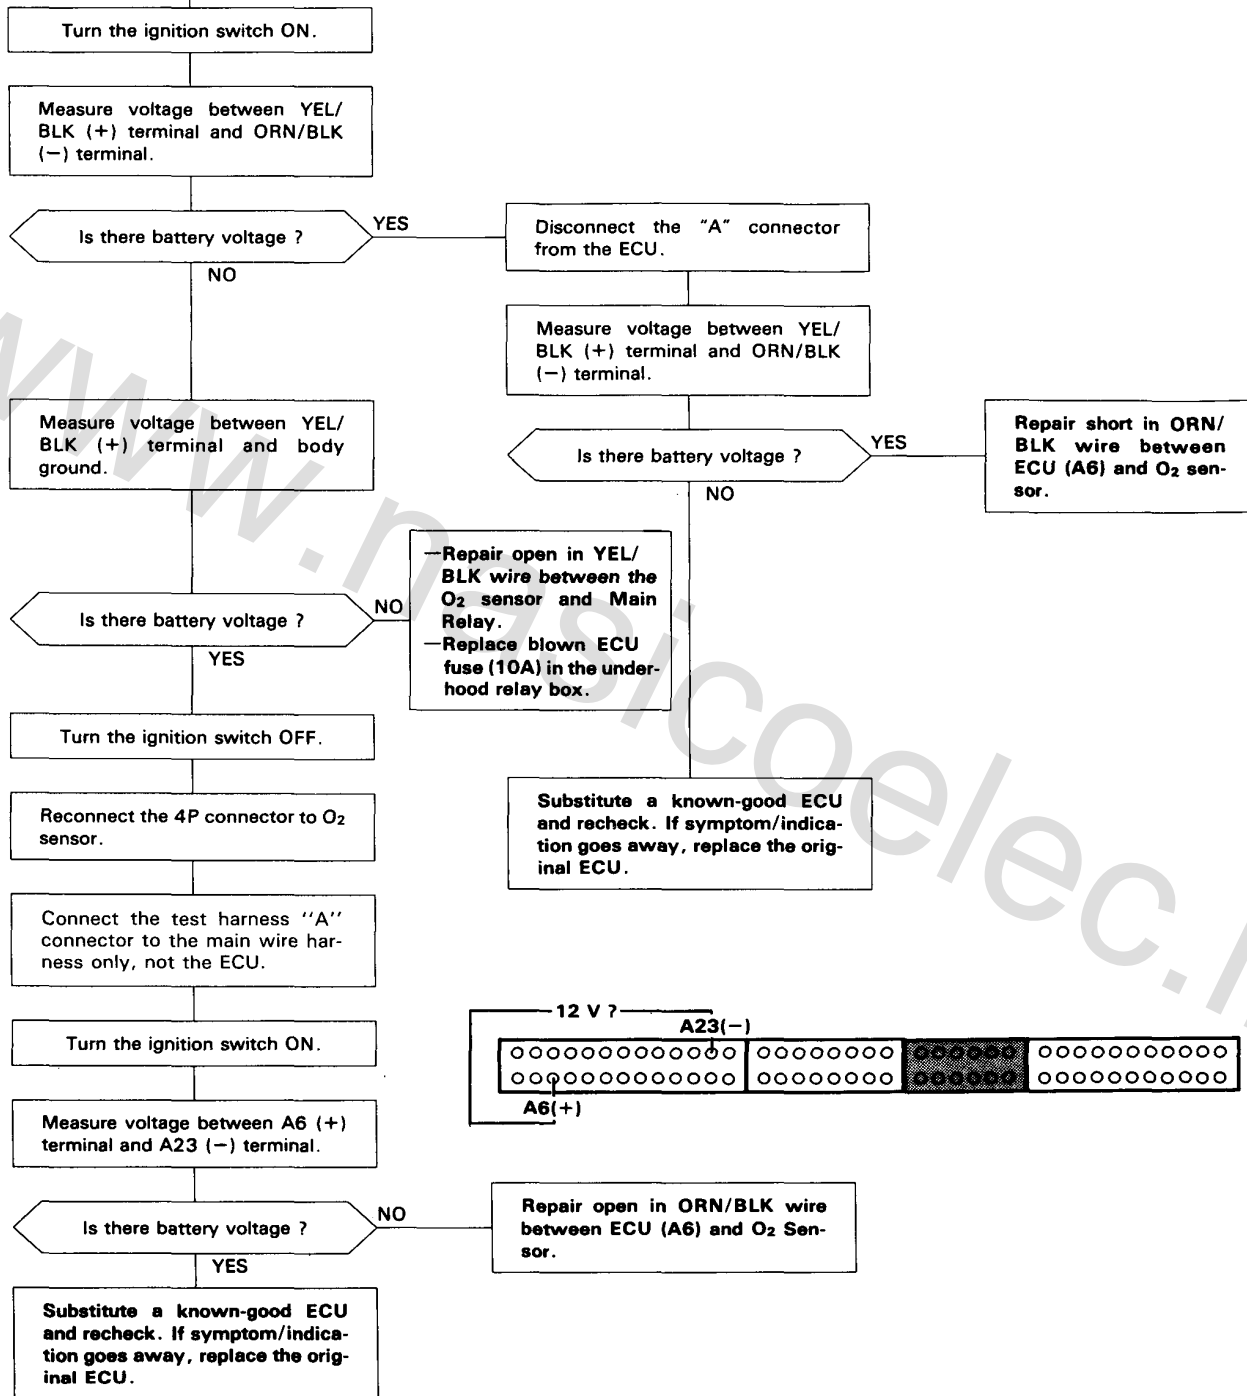 Turn the ignition switch ON.
Measure voltage between YEL/
BLK (+) terminal and ORN/BLK
(−) terminal.
Is there battery voltage ?
YES
NO
Disconnect the "A" connector
from the ECU.
Measure voltage between YEL/
BLK (+) terminal and ORN/BLK
(−) terminal.
Is there battery voltage ?
YES
NO
Repair short in ORN/
BLK wire between
ECU (A6) and O2 sen-
sor.
Measure voltage between YEL/
BLK (+) terminal and body
ground.
Is there battery voltage ?
NO
YES
—Repair open in YEL/
BLK wire between the
O2 sensor and Main
Relay.
—Replace blown ECU
fuse (10A) in the under-
hood relay box.
Substitute a known-good ECU
and recheck. If symptom/indica-
tion goes away, replace the orig-
inal ECU.
Turn the ignition switch OFF.
Reconnect the 4P connector to O2
sensor.
Connect the test harness ''A''
connector to the main wire har-
ness only, not the ECU.
Turn the ignition switch ON.
Measure voltage between A6 (+)
terminal and A23 (−) terminal.
12 V ?
A23(−)
A6(+)
Is there battery voltage ?
NO
YES
Repair open in ORN/BLK wire
between ECU (A6) and O2 Sen-
sor.
Substitute a known-good ECU
and recheck. If symptom/indica-
tion goes away, replace the orig-
inal ECU.
www.nasicoelec.